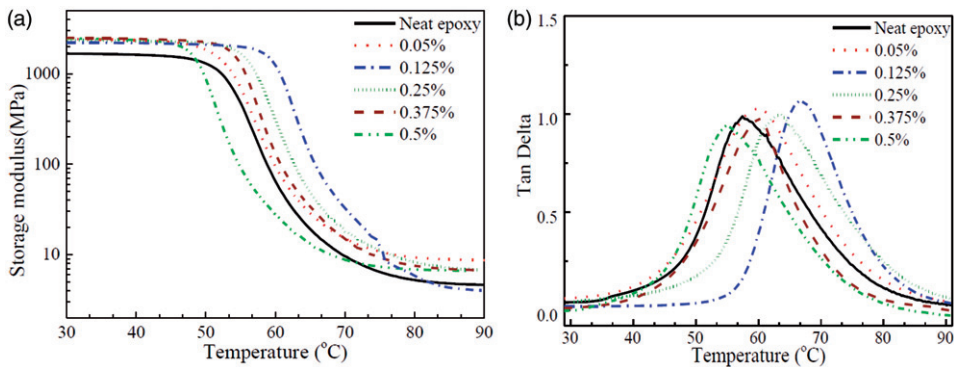 (a)
Neat epoxy
0.05%
0.125%
0.25%
0.375%
0.5%
1000
100
10
Storage modulus(MPa)
30 40 50 60 70 80 90
Temperature (°C)
(b)
1.5
1.0
0.5
0.0
Tan Delta
Neat epoxy
0.05%
0.125%
0.25%
0.375%
0.5%
30 40 50 60 70 80 90
Temperature (°C)